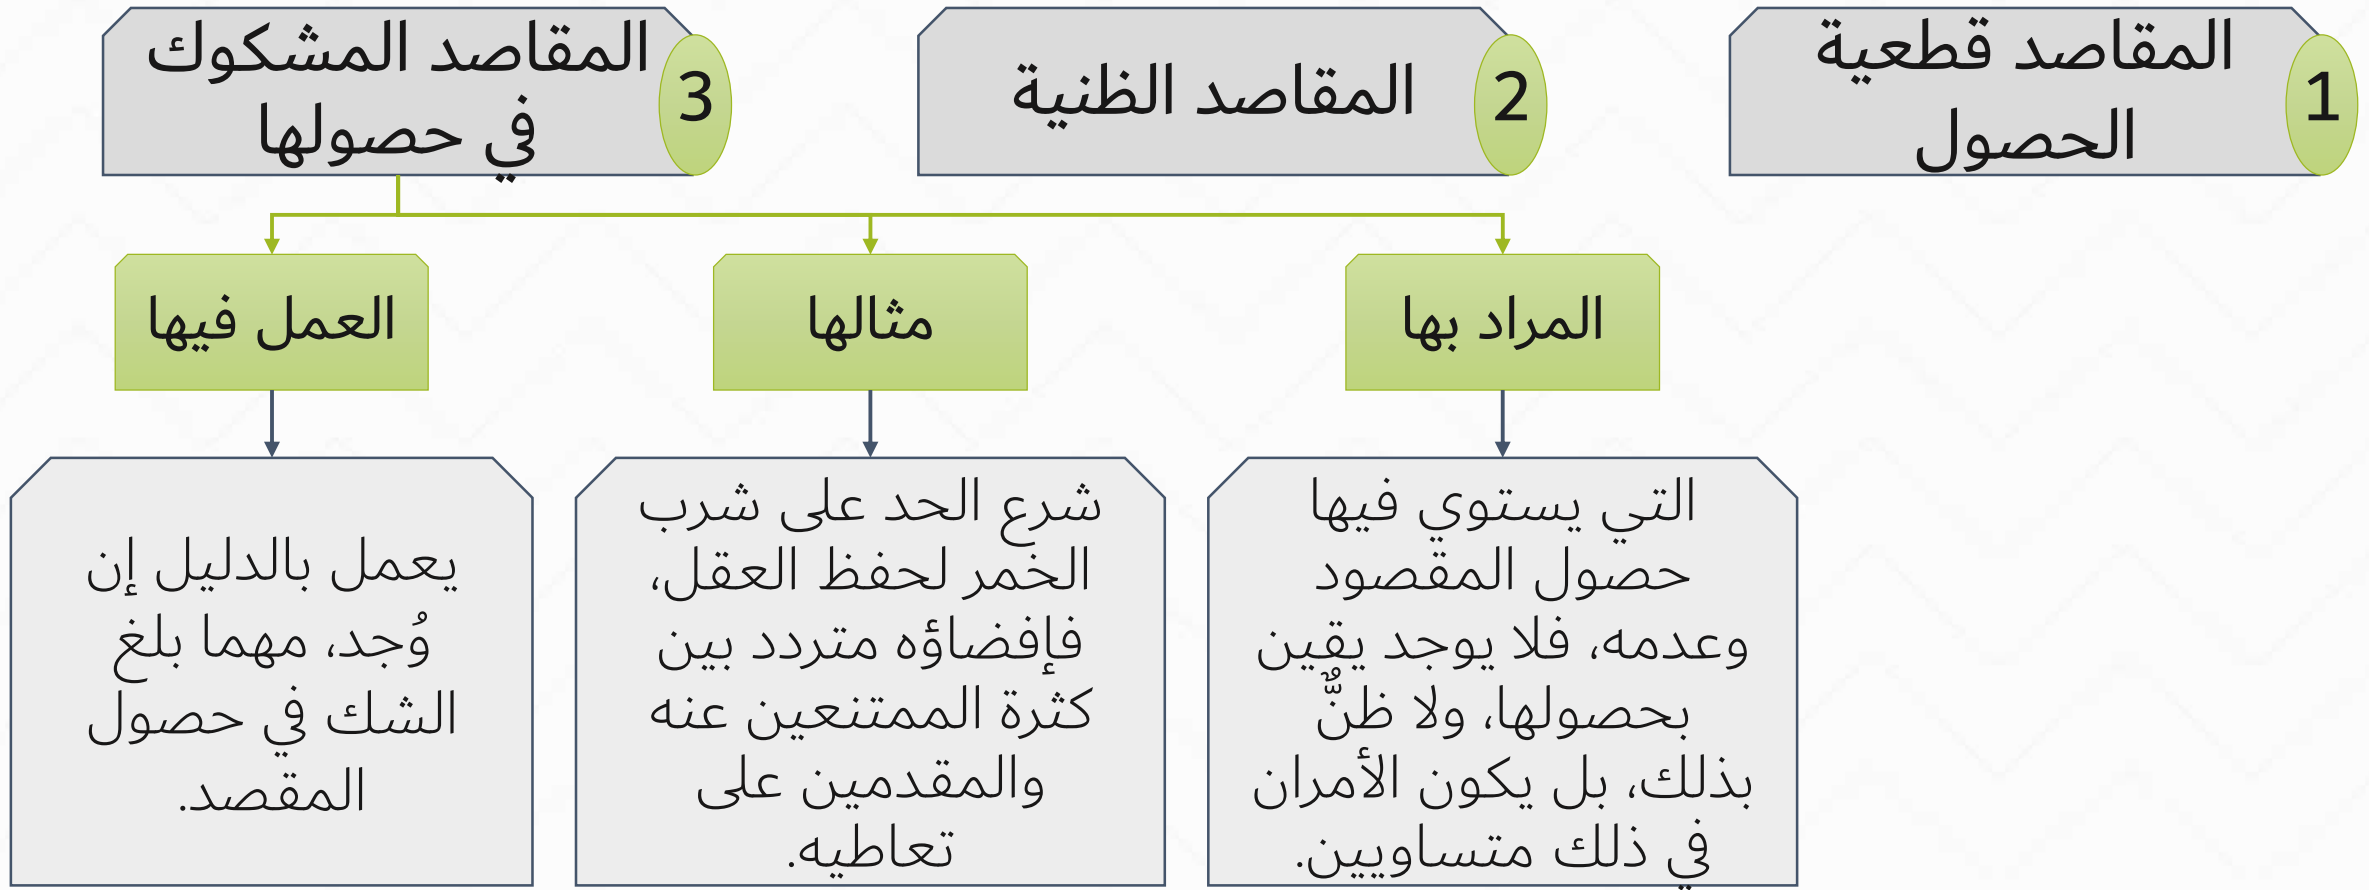 1
المقاصد قطعية
الحصول
2
المقاصد الظنية
3
المقاصد المشكوك
في حصولها
المراد بها
مثالها
العمل فيها
التي يستوي فيها
حصول المقصود
وعدمه، فلا يوجد يقين
بحصولها، ولا ظنٌّ
بذلك، بل يكون الأمران
في ذلك متساويين.
شرع الحد على شرب
الخمر لحفظ العقل،
فإفضاؤه متردد بين
كثرة الممتنعين عنه
والمقدمين على
تعاطيه.
يعمل بالدليل إن
وُجد، مهما بلغ
الشك في حصول
المقصد.